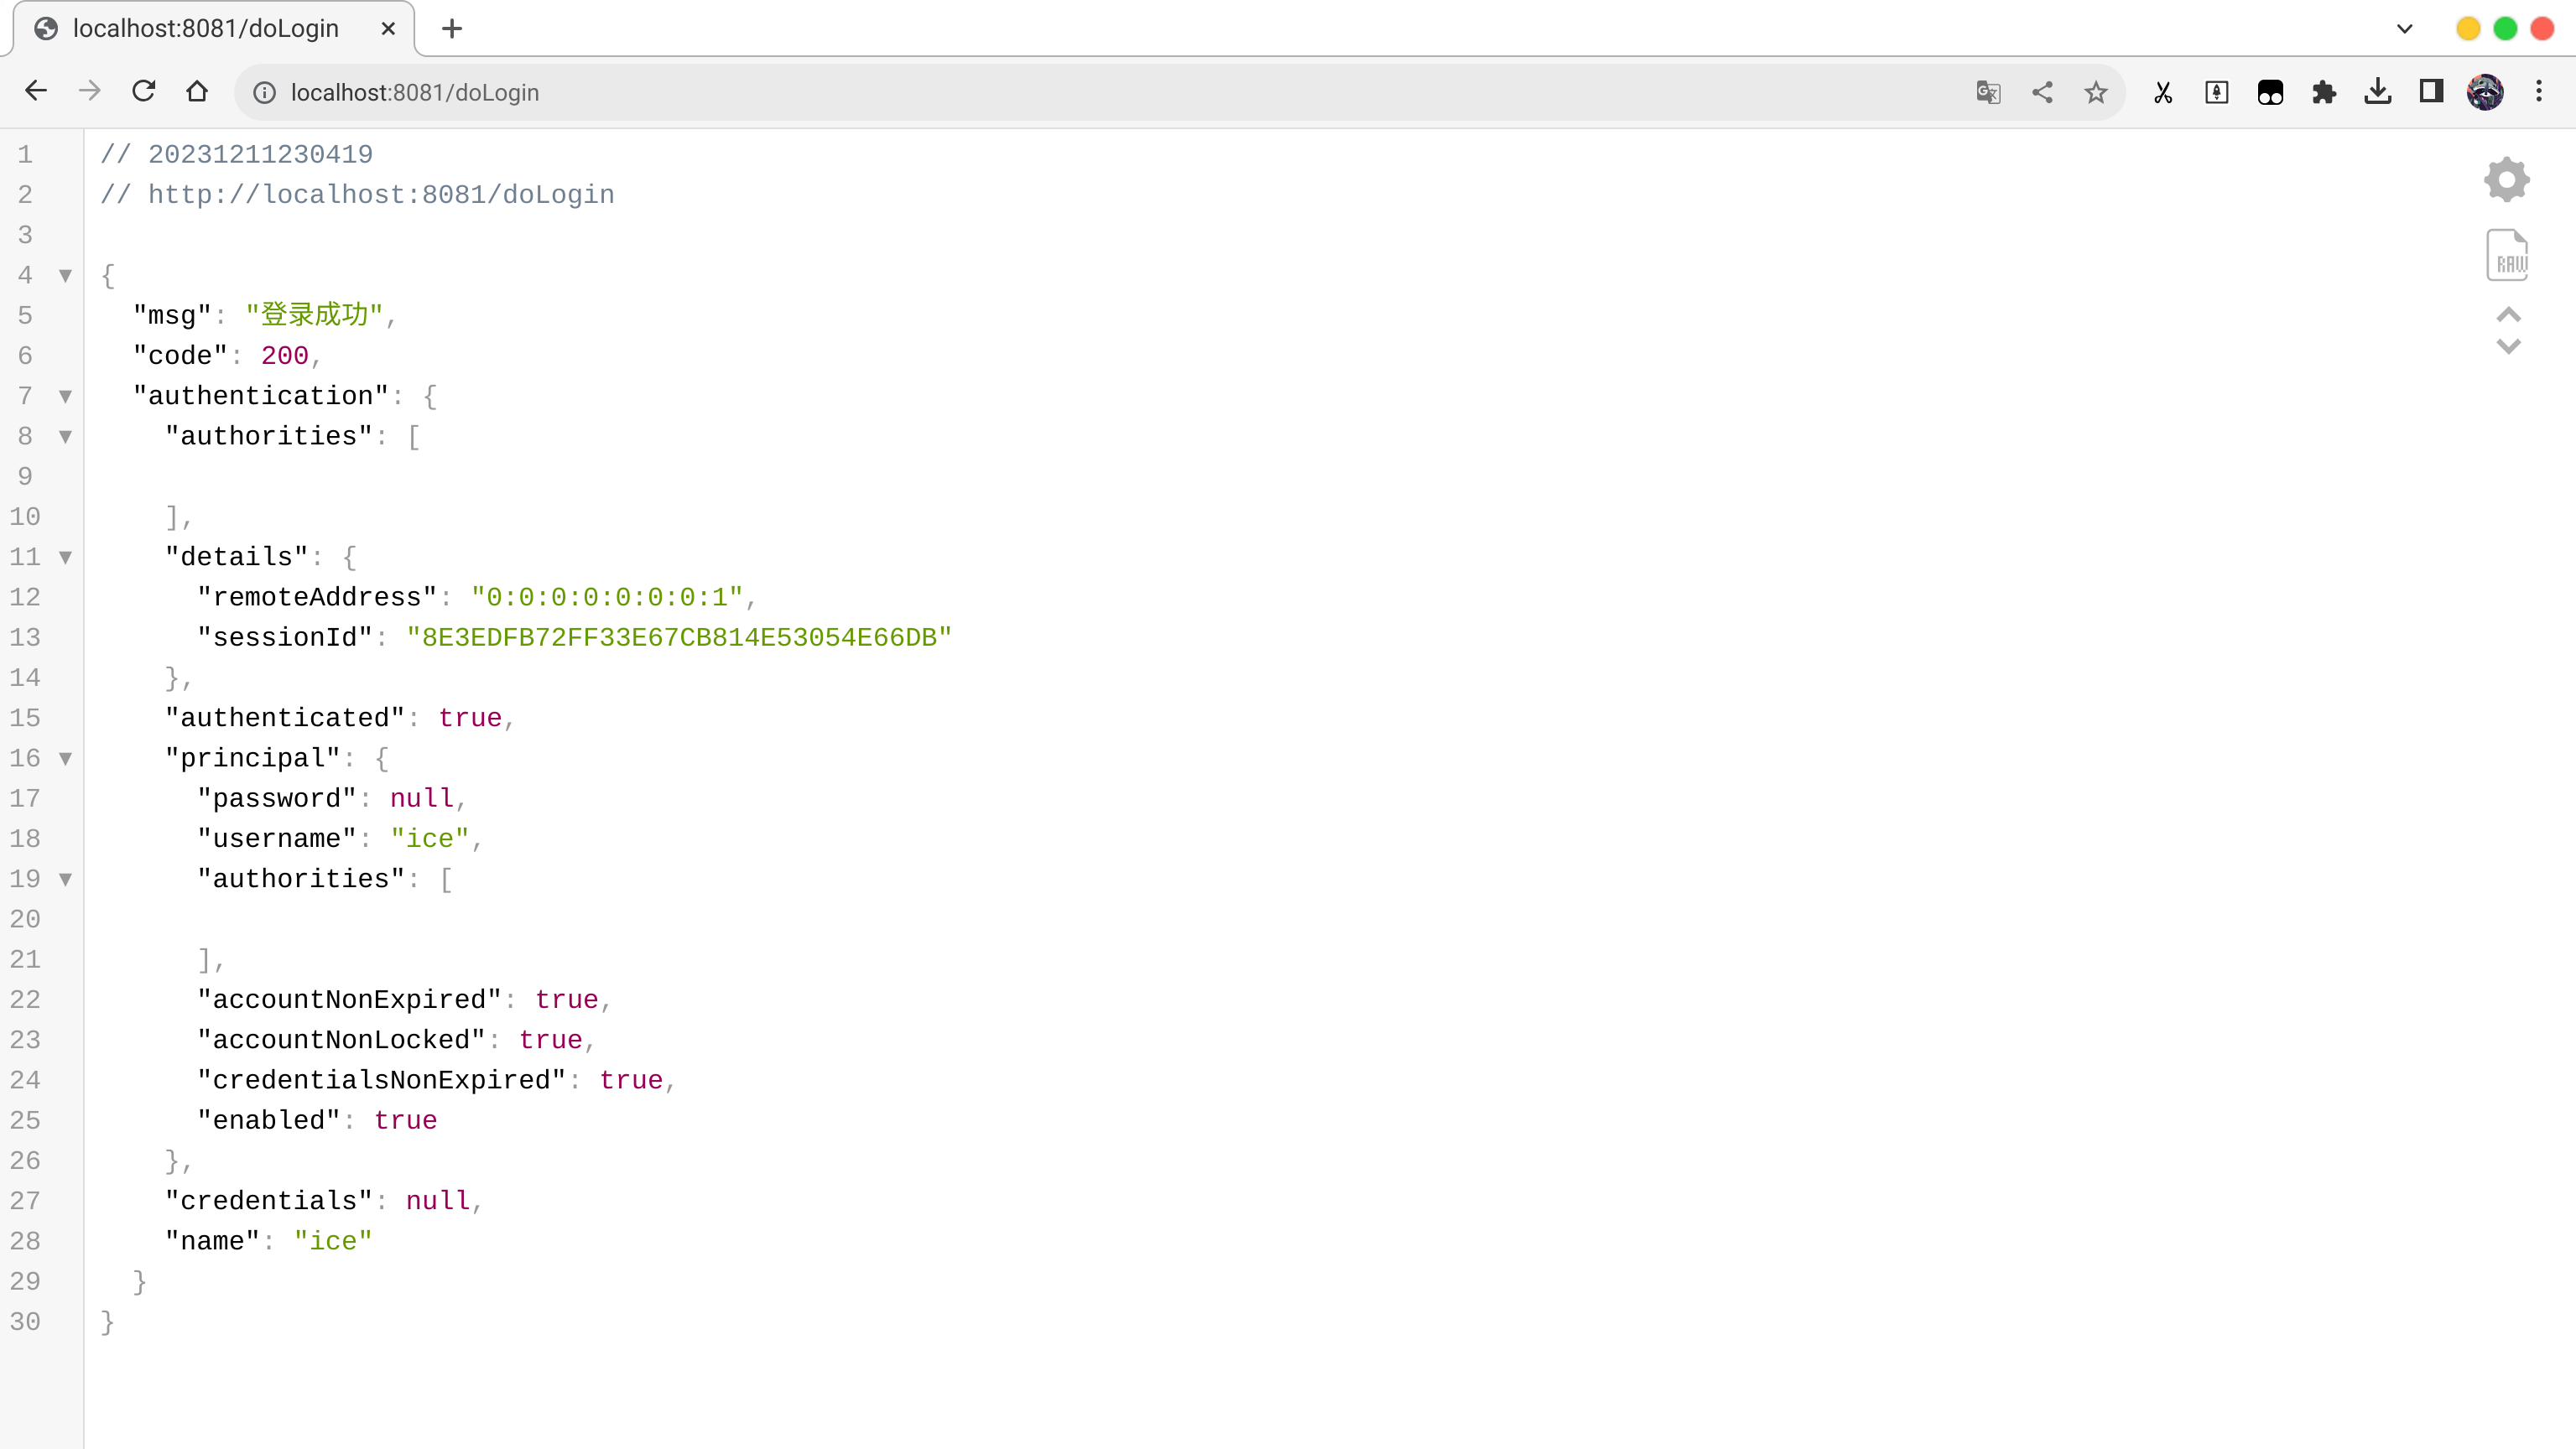 localhost:8081/doLogin
localhost:8081/doLogin
1 // 20231211230419
2 // http://localhost:8081/doLogin
3
4 {
5 "msg": "登录成功",
6 "code": 200,
7 "authentication": {
8 "authorities": [
9
10 ],
11 "details": {
12 "remoteAddress": "0:0:0:0:0:0:0:1",
13 "sessionId": "8E3EDFB72FF33E67CB814E53054E66DB"
14 },
15 "authenticated": true,
16 "principal": {
17 "password": null,
18 "username": "ice",
19 "authorities": [
20
21 ],
22 "accountNonExpired": true,
23 "accountNonLocked": true,
24 "credentialsNonExpired": true,
25 "enabled": true
26 },
27 "credentials": null,
28 "name": "ice"
29 }
30 }
RAW